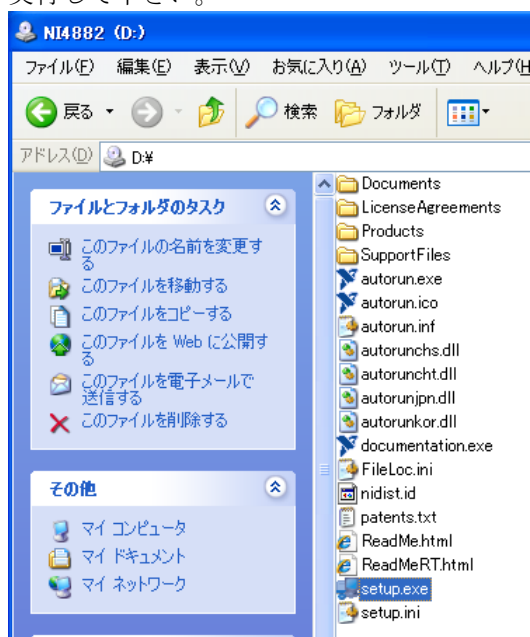 実行して下さい。
NI4882 (D:)
ファイル(F) 編集(E) 表示(V) お気に入り(A) ツール(T) ヘルプ(H
戻る 検索 フォルダ
アドレス(D) D:¥
ファイルとフォルダのタスク
このファイルの名前を変更す
る
このファイルを移動する
このファイルをコピーする
このファイルを Web に公開す
る
このファイルを電子メールで
送信する
このファイルを削除する
その他
マイ コンピュータ
マイ ドキュメント
マイ ネットワーク
Documents
LicenseAgreements
Products
SupportFiles
autorun.exe
autorun.ico
autorun.inf
autorunchs.dll
autoruncht.dll
autorunjpn.dll
autorunkor.dll
documentation.exe
FileLoc.ini
nidist.id
patents.txt
ReadMe.html
ReadMeRT.html
setup.exe
setup.ini